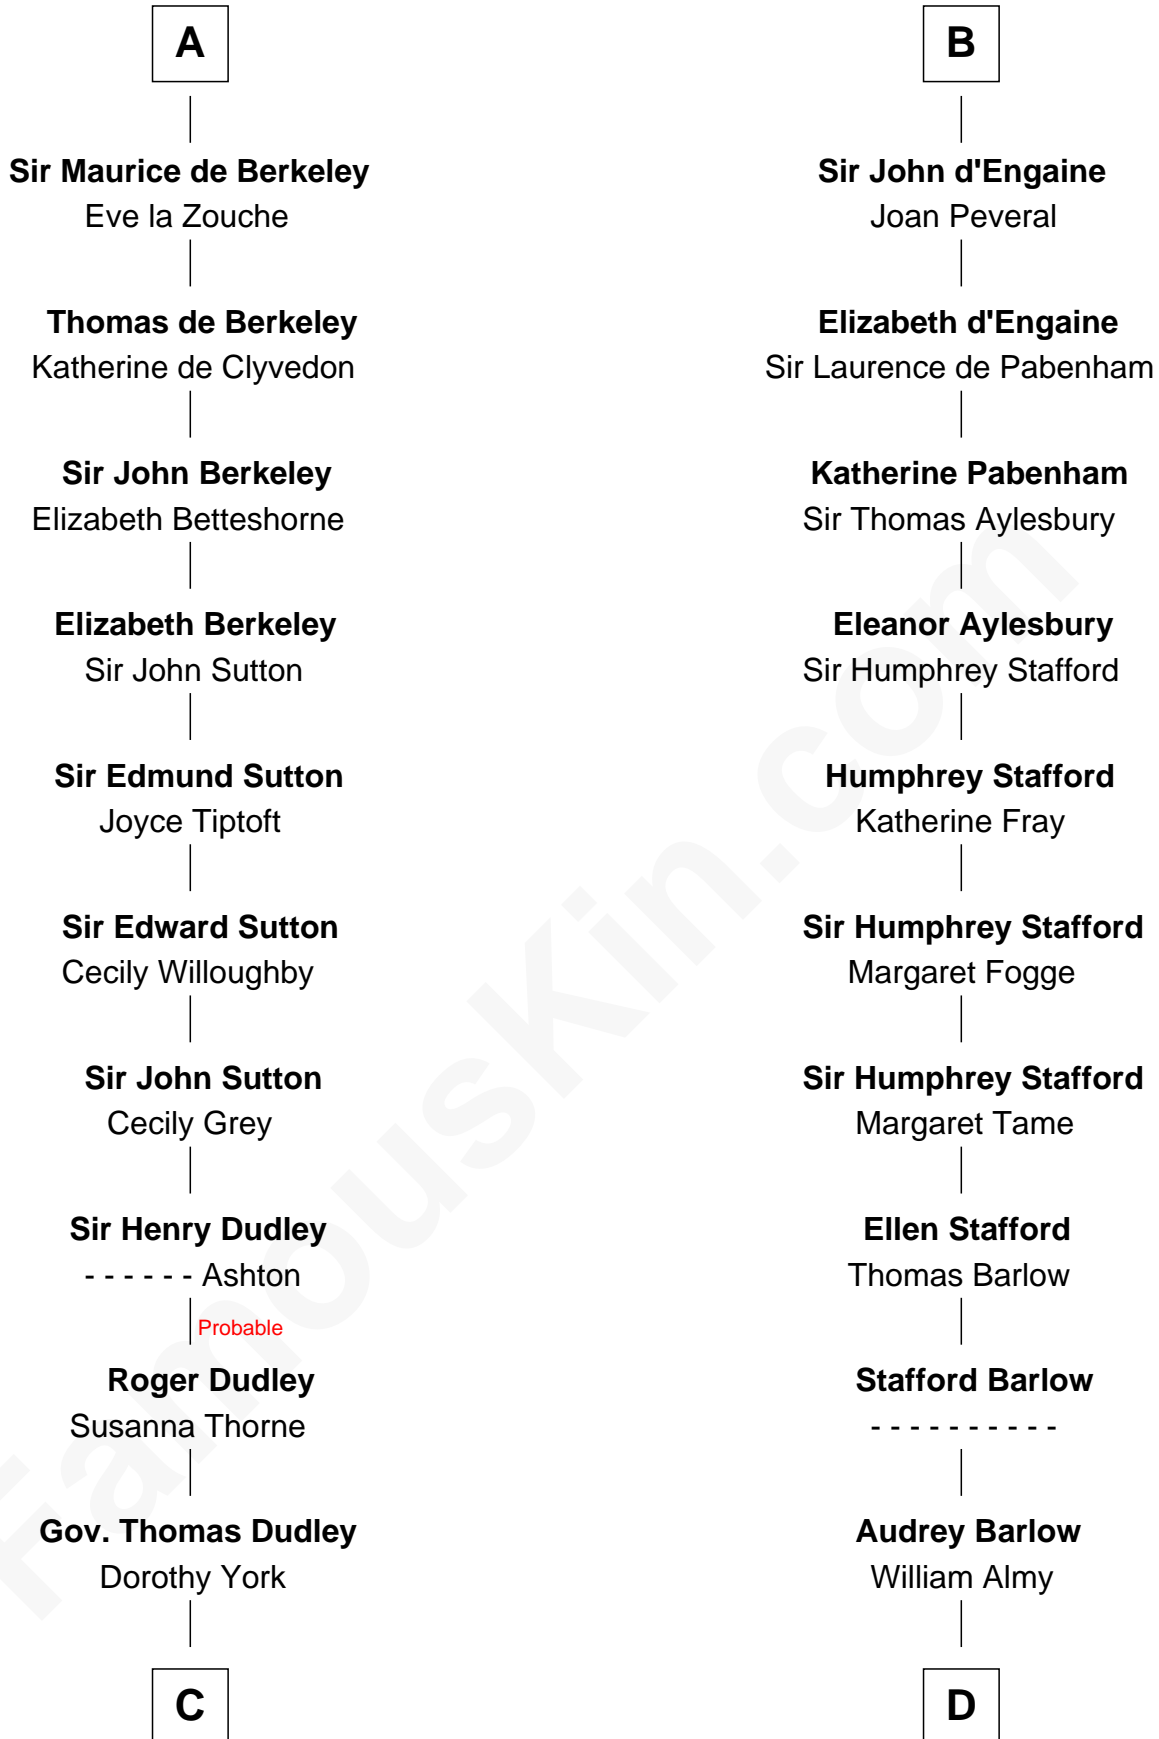 A
Sir Maurice de Berkeley
Eve la Zouche
Thomas de Berkeley
Katherine de Clyvedon
Sir John Berkeley
Elizabeth Betteshorne
Elizabeth Berkeley
Sir John Sutton
Sir Edmund Sutton
Joyce Tiptoft
Sir Edward Sutton
Cecily Willoughby
Sir John Sutton
Cecily Grey
Sir Henry Dudley
- - - - - - Ashton
Probable
Roger Dudley
Susanna Thorne
Gov. Thomas Dudley
Dorothy York
C
B
Sir John d'Engaine
Joan Peveral
Elizabeth d'Engaine
Sir Laurence de Pabenham
Katherine Pabenham
Sir Thomas Aylesbury
Eleanor Aylesbury
Sir Humphrey Stafford
Humphrey Stafford
Katherine Fray
Sir Humphrey Stafford
Margaret Fogge
Sir Humphrey Stafford
Margaret Tame
Ellen Stafford
Thomas Barlow
Stafford Barlow
- - - - - - - - - -
Audrey Barlow
William Almy
D
FamousKin.com